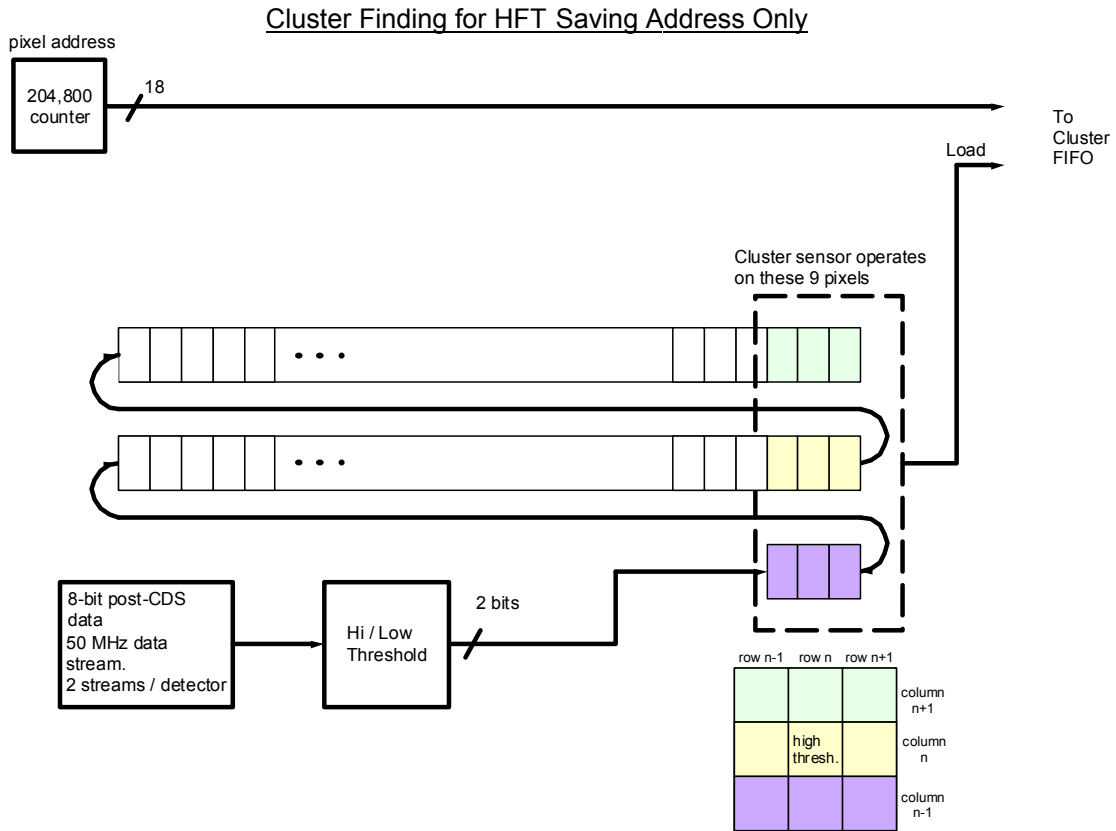 Cluster Finding for HFT Saving Address Only
pixel address
204,800
counter
18
To
Cluster
FIFO
Load
Cluster sensor operates
on these 9 pixels
• • •
• • •
8-bit post-CDS
data
50 MHz data
stream.
2 streams / detector
Hi / Low
Threshold
2 bits
row n-1 row n row n+1
column
n+1
high
thresh.
column
n
column
n-1